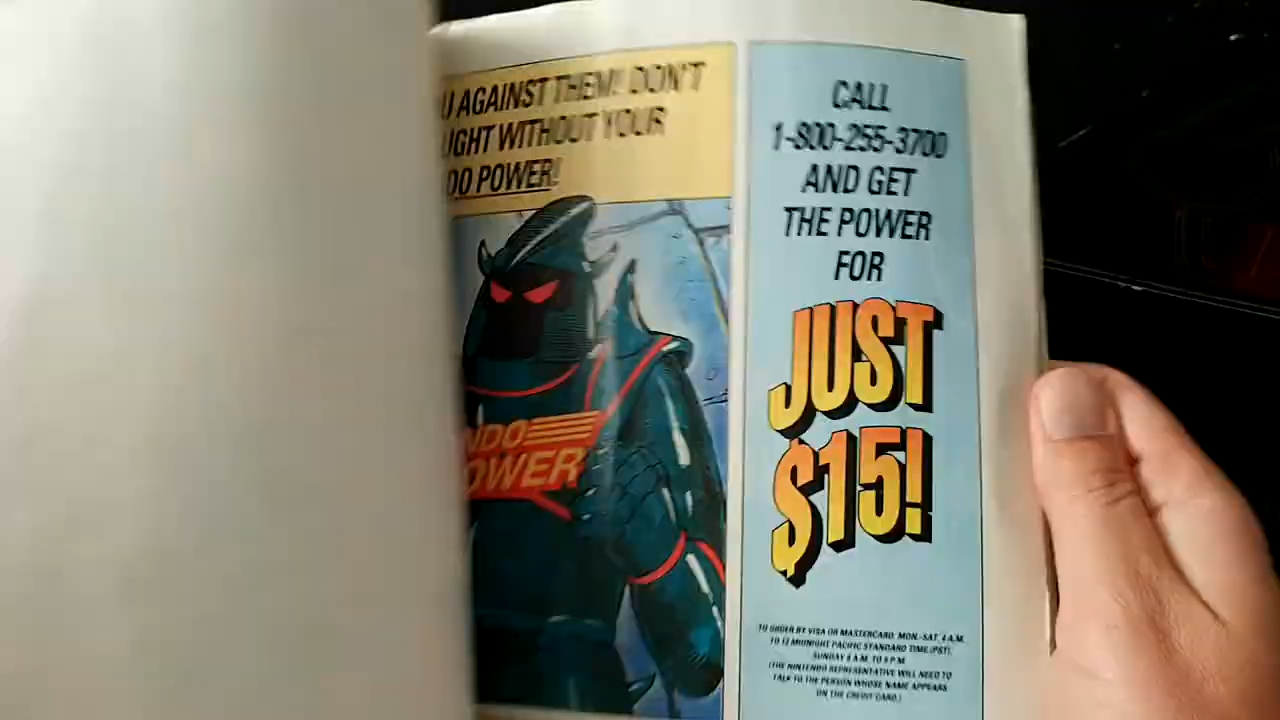 U AGAINST THEM! DON'T
IGHT WITHOUT YOUR
DO POWER!
NDO
OWER
CALL
1-800-255-3700
AND GET
THE POWER
FOR
JUST
$15!
TO ORDER BY VISA OR MASTERCARD: MON.-SAT. 4 A.M.
TO 12 MIDNIGHT PACIFIC STANDARD TIME (PST);
SUNDAY 6 A.M. TO 5 P.M.
(THE NINTENDO REPRESENTATIVE WILL NEED TO
TALK TO THE PERSON WHOSE NAME APPEARS
ON THE CREDIT CARD.)